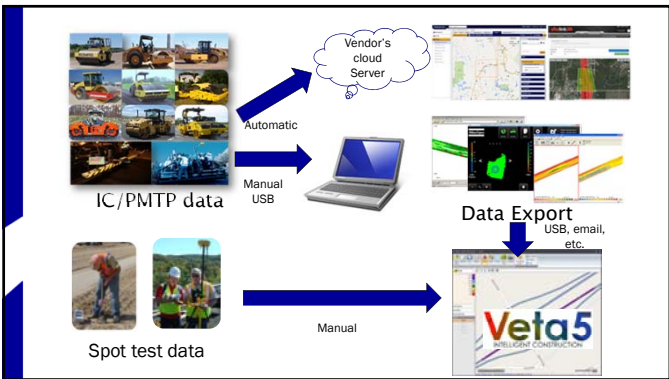 Vendor's
cloud
Server
Automatic
Manual
USB
IC/PMTP data
Data Export
USB, email,
etc.
Veta5
INTELLIGENT CONSTRUCTION
Manual
Spot test data